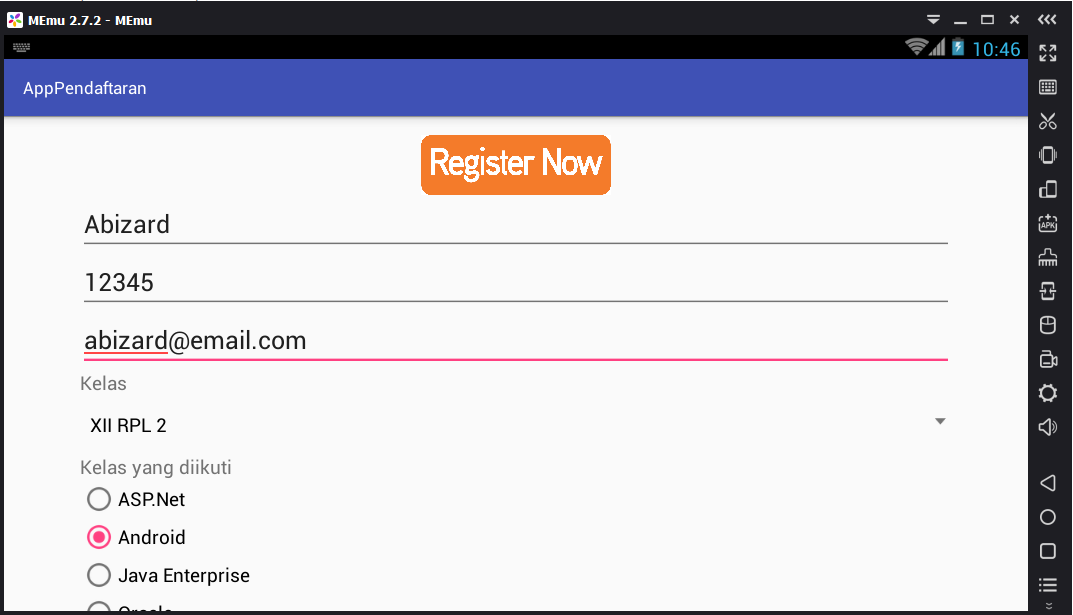 MEmu 2.7.2 - MEmu
10:46
AppPendaftaran
Register Now
Abizard
12345
abizard@email.com
Kelas
XII RPL 2
Kelas yang diikuti
ASP.Net
Android
Java Enterprise
APK